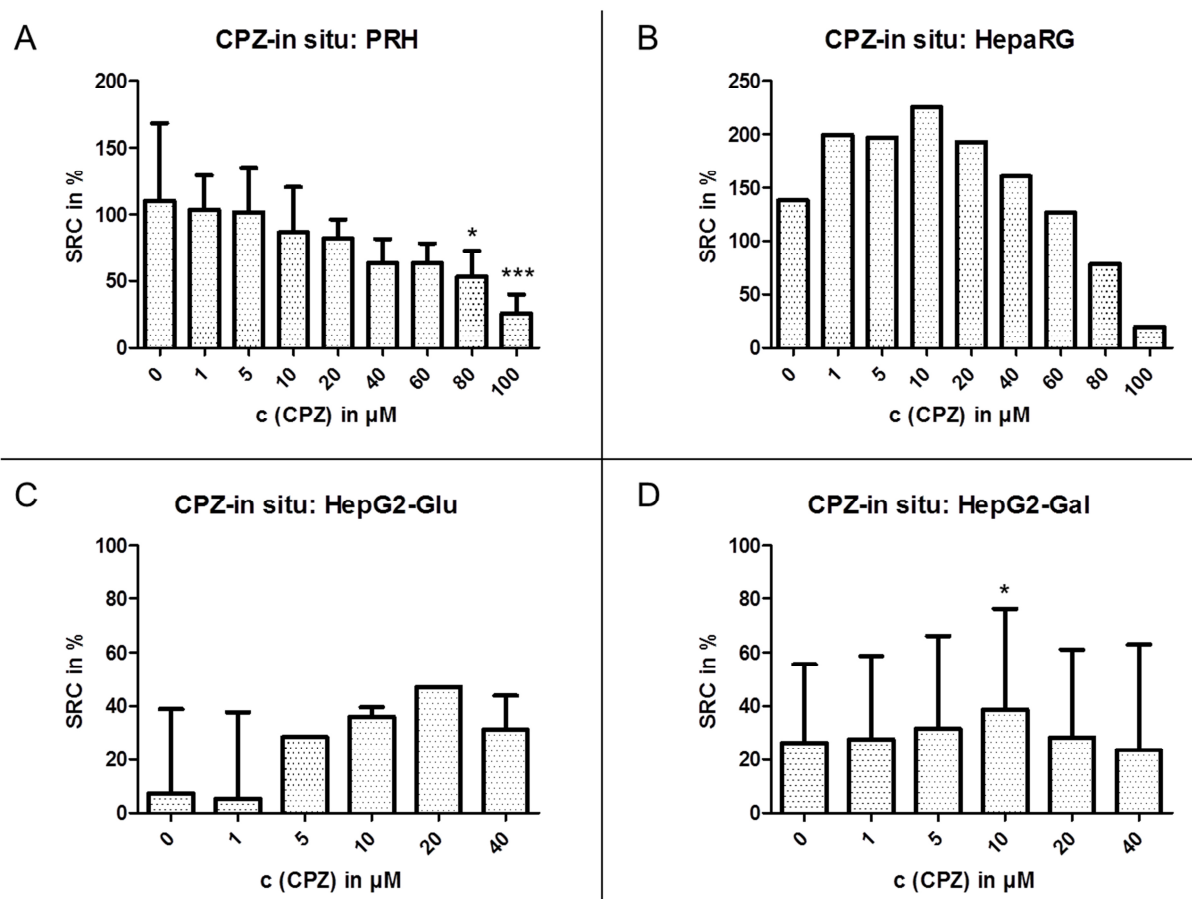 A
CPZ-in situ: PRH
SRC in %
200
150
100
50
0
*
***
0 1 5 10 20 40 60 80 100
c (CPZ) in µM
B
CPZ-in situ: HepaRG
SRC in %
250
200
150
100
50
0
0 1 5 10 20 40 60 80 100
c (CPZ) in µM
C
CPZ-in situ: HepG2-Glu
SRC in %
100
80
60
40
20
0
0 1 5 10 20 40
c (CPZ) in µM
D
CPZ-in situ: HepG2-Gal
SRC in %
100
80
60
40
20
0
*
0 1 5 10 20 40
c (CPZ) in µM